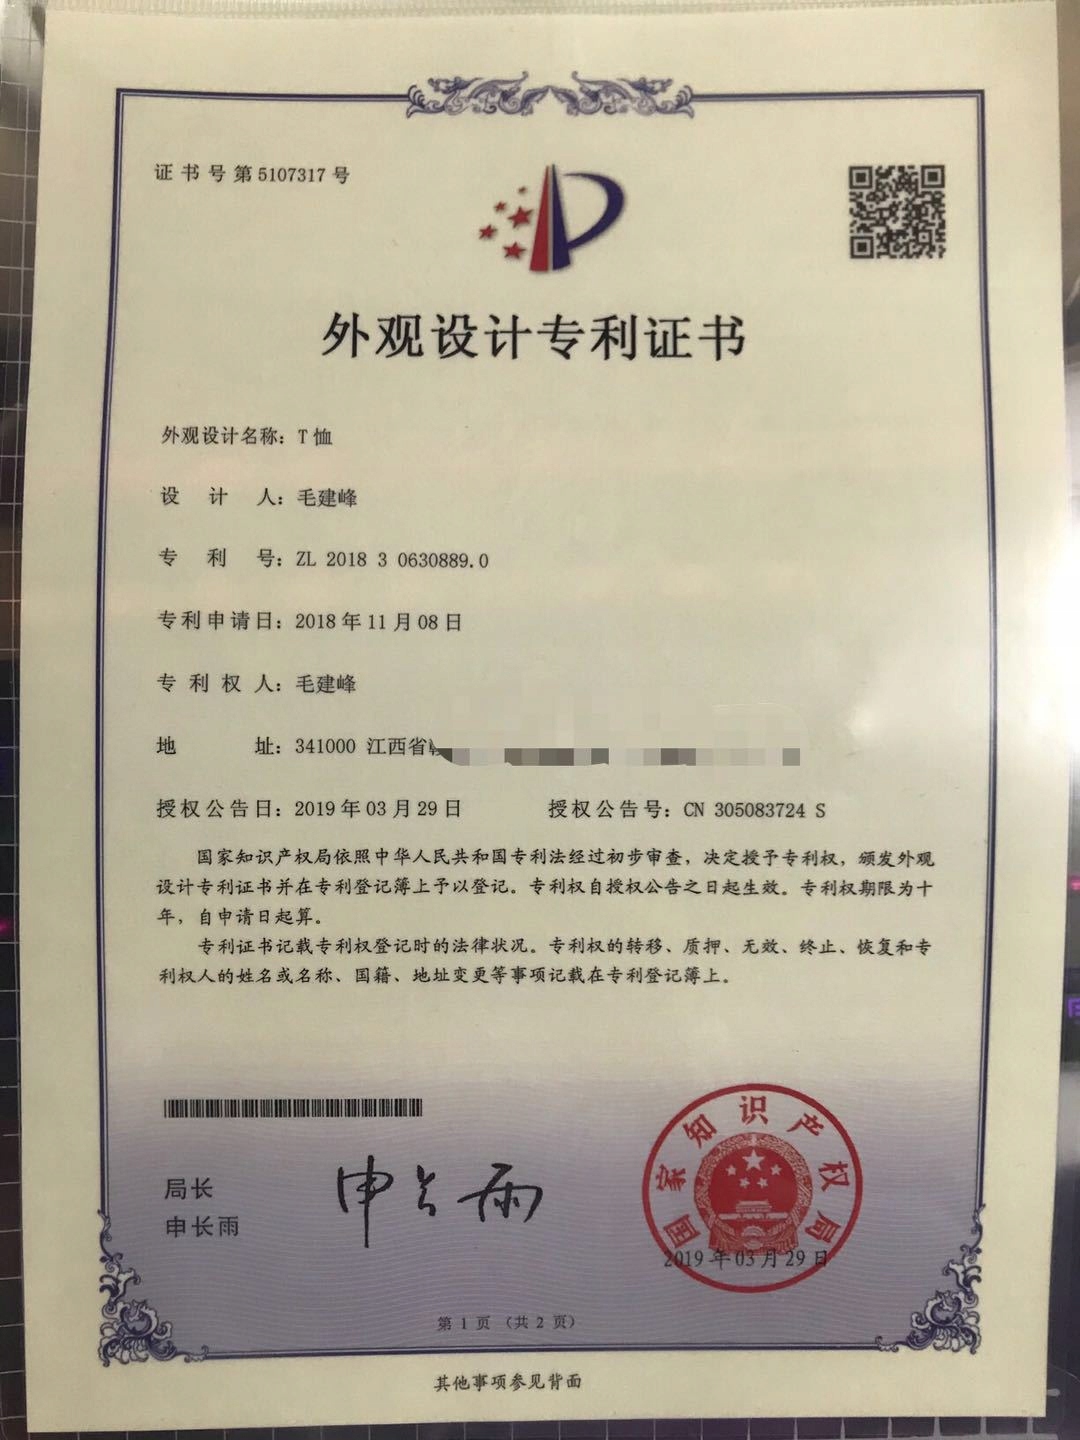 证书号第5107317号
外观设计专利证书
外观设计名称：T恤
设计人：毛建峰
专利号：ZL 2018 3 0630889.0
专利申请日：2018年11月08日
专利权人：毛建峰
地址：341000 江西省
授权公告日：2019年03月29日 授权公告号：CN 305083724 S
国家知识产权局依照中华人民共和国专利法经过初步审查，决定授予专利权，颁发外观
设计专利证书并在专利登记簿上予以登记。专利权自授权公告之日起生效。专利权期限为十
年，自申请日起算。
专利证书记载专利权登记时的法律状况。专利权的转移、质押、无效、终止、恢复和专
利权人的姓名或名称、国籍、地址变更等事项记载在专利登记簿上。
局长
申长雨
申长雨
国家知识产权局
2019年03月29日
第 1 页 （共 2 页）
其他事项参见背面